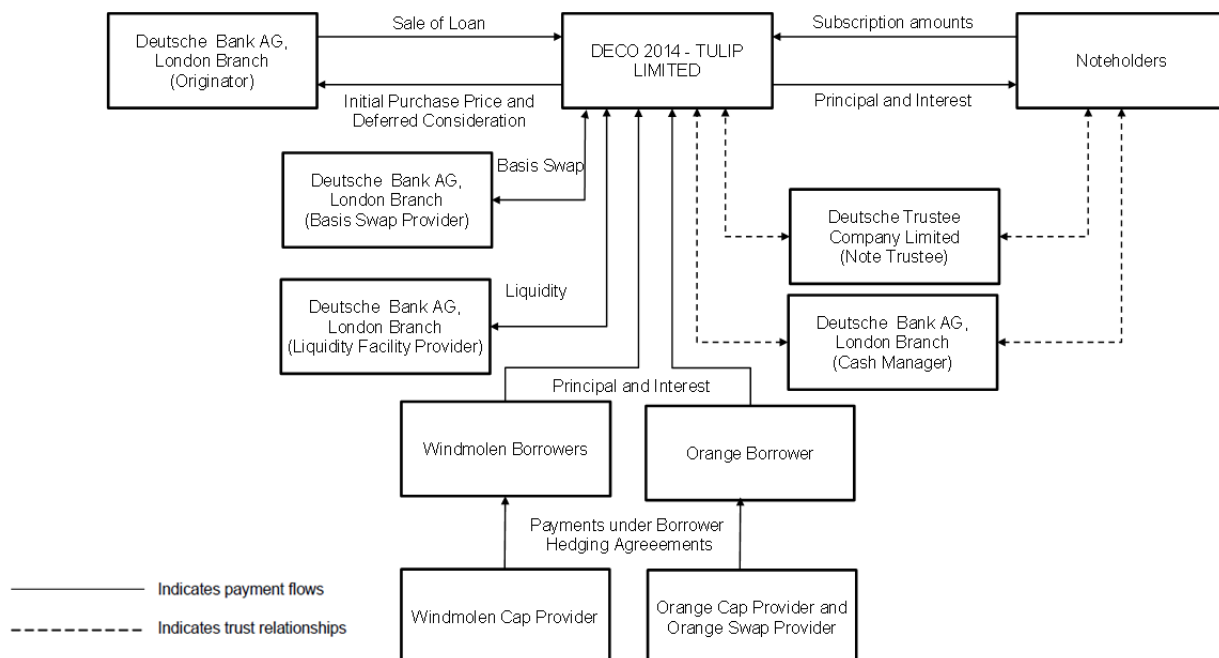 Deutsche Bank AG,
London Branch
(Originator)
Sale of Loan
Initial Purchase Price and
Deferred Consideration
DECO 2014 - TULIP
LIMITED
Subscription amounts
Principal and Interest
Noteholders
Basis Swap
Deutsche Bank AG,
London Branch
(Basis Swap Provider)
Deutsche Trustee
Company Limited
(Note Trustee)
Liquidity
Deutsche Bank AG,
London Branch
(Liquidity Facility Provider)
Deutsche Bank AG,
London Branch
(Cash Manager)
Principal and Interest
Windmolen Borrowers
Orange Borrower
Payments under Borrower
Hedging Agreeements
Windmolen Cap Provider
Orange Cap Provider and
Orange Swap Provider
Indicates payment flows
Indicates trust relationships